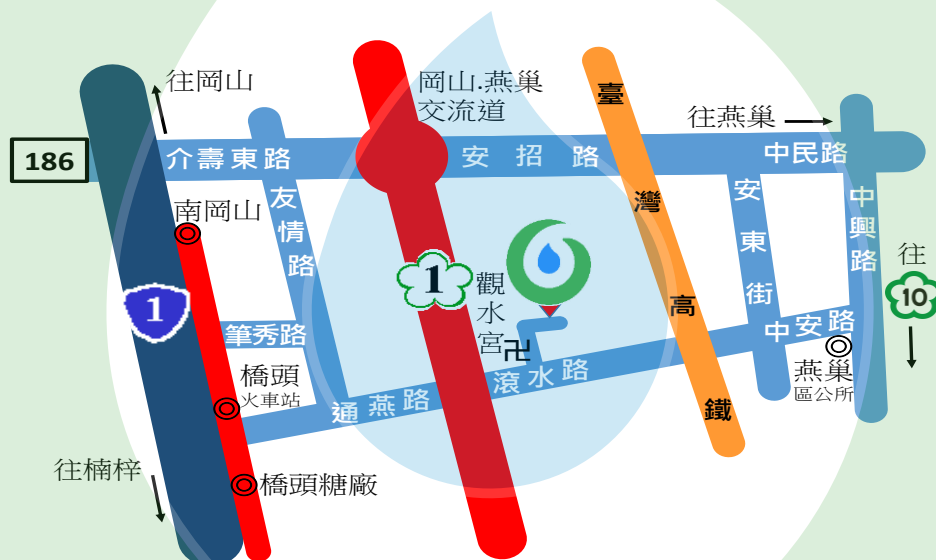 往岡山
岡山.燕巢
交流道
往燕巢
186
介壽東路
安招路
中民路
臺灣高鐵
南岡山
友情路
安東街
中興路
往
10
1
1
觀水宮
卍
筆秀路
中安路
橋頭
火車站
通燕路
滾水路
燕巢
區公所
往楠梓
橋頭糖廠